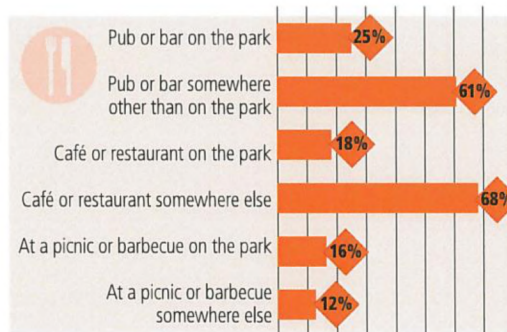 Pub or bar on the park
25%
Pub or bar somewhere
other than on the park
61%
Café or restaurant on the park
18%
Café or restaurant somewhere else
68%
At a picnic or barbecue on the park
16%
At a picnic or barbecue
somewhere else
12%